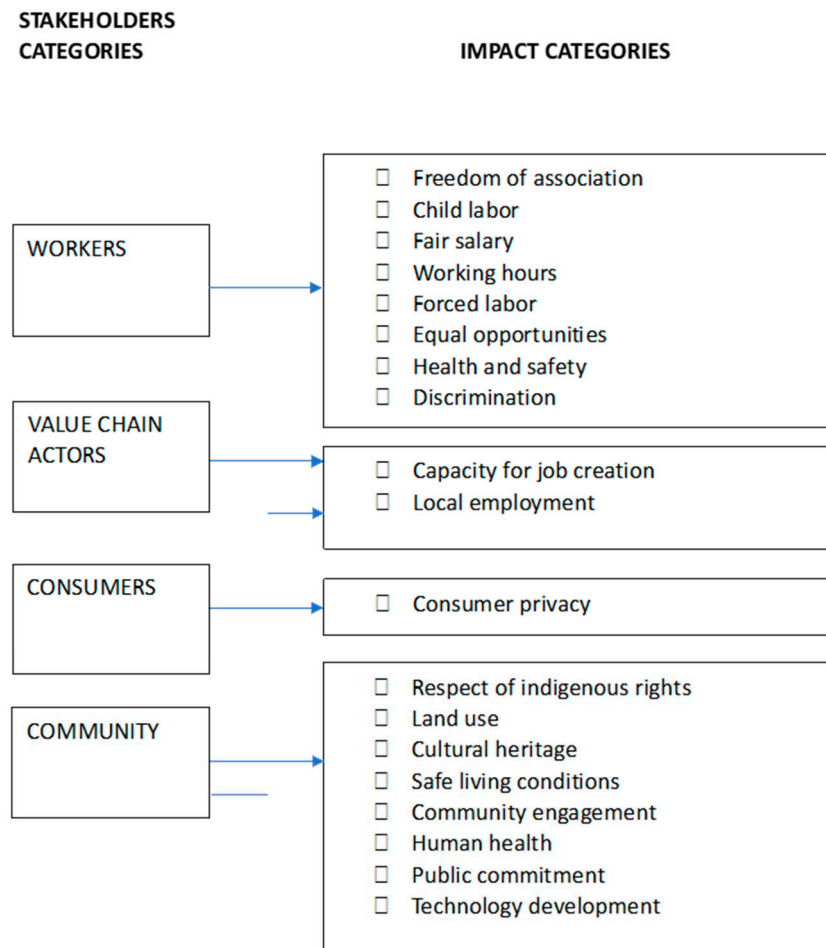 STAKEHOLDERS
CATEGORIES
IMPACT CATEGORIES
WORKERS
Freedom of association
Child labor
Fair salary
Working hours
Forced labor
Equal opportunities
Health and safety
Discrimination
VALUE CHAIN
ACTORS
Capacity for job creation
Local employment
CONSUMERS
Consumer privacy
COMMUNITY
Respect of indigenous rights
Land use
Cultural heritage
Safe living conditions
Community engagement
Human health
Public commitment
Technology development